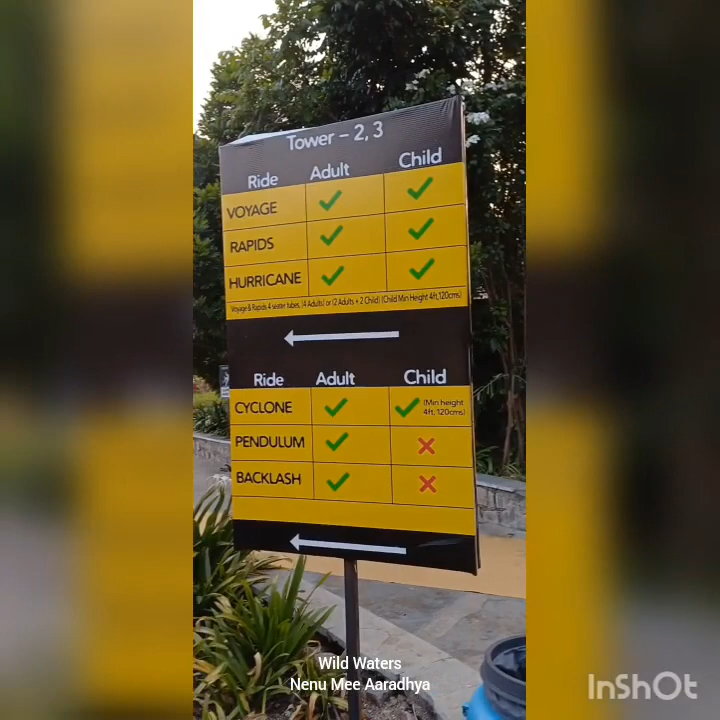 Tower – 2, 3
Ride Adult Child
VOYAGE ✓ ✓
RAPIDS ✓ ✓
HURRICANE ✓ ✓
Voyage & Rapids 4 seater tubes, (4 Adults) or (2 Adults + 2 Child) (Child Min Height 4ft,120cms)
Ride Adult Child
CYCLONE ✓ ✓ (Min height
4ft, 120cms)
PENDULUM ✓ ✗
BACKLASH ✓ ✗
Wild Waters
Nenu Mee Aaradhya
InShOt